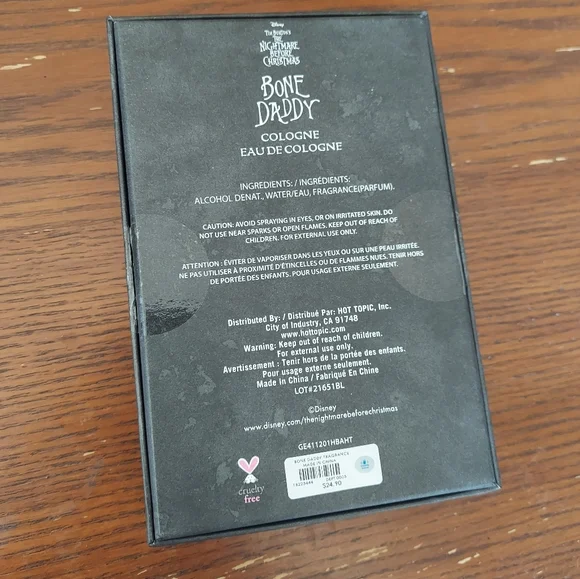 Disney
Tim Burton's
THE
NIGHTMARE
BEFORE
CHRISTMAS
BONE
DADDY
COLOGNE
EAU DE COLOGNE
INGREDIENTS: / INGRÉDIENTS:
ALCOHOL DENAT., WATER/EAU, FRAGRANCE(PARFUM).
CAUTION: AVOID SPRAYING IN EYES, OR ON IRRITATED SKIN. DO
NOT USE NEAR SPARKS OR OPEN FLAMES. KEEP OUT OF REACH OF
CHILDREN. FOR EXTERNAL USE ONLY.
ATTENTION : ÉVITER DE VAPORISER DANS LES YEUX OU SUR UNE PEAU IRRITÉE.
NE PAS UTILISER À PROXIMITÉ D'ÉTINCELLES OU DE FLAMMES NUES. TENIR HORS
DE PORTÉE DES ENFANTS. POUR USAGE EXTERNE SEULEMENT.
Distributed By: / Distribué Par: HOT TOPIC, Inc.
City of Industry, CA 91748
www.hottopic.com
Warning: Keep out of reach of children.
For external use only.
Avertissement : Tenir hors de la portée des enfants.
Pour usage externe seulement.
Made In China / Fabriqué En Chine
LOT#21651BL
©Disney
www.disney.com/thenightmarebeforechristmas
GE411201HBAHT
cruelty
free
BONE DADDY FRAGRANCE
MADE IN CHINA
$24.90